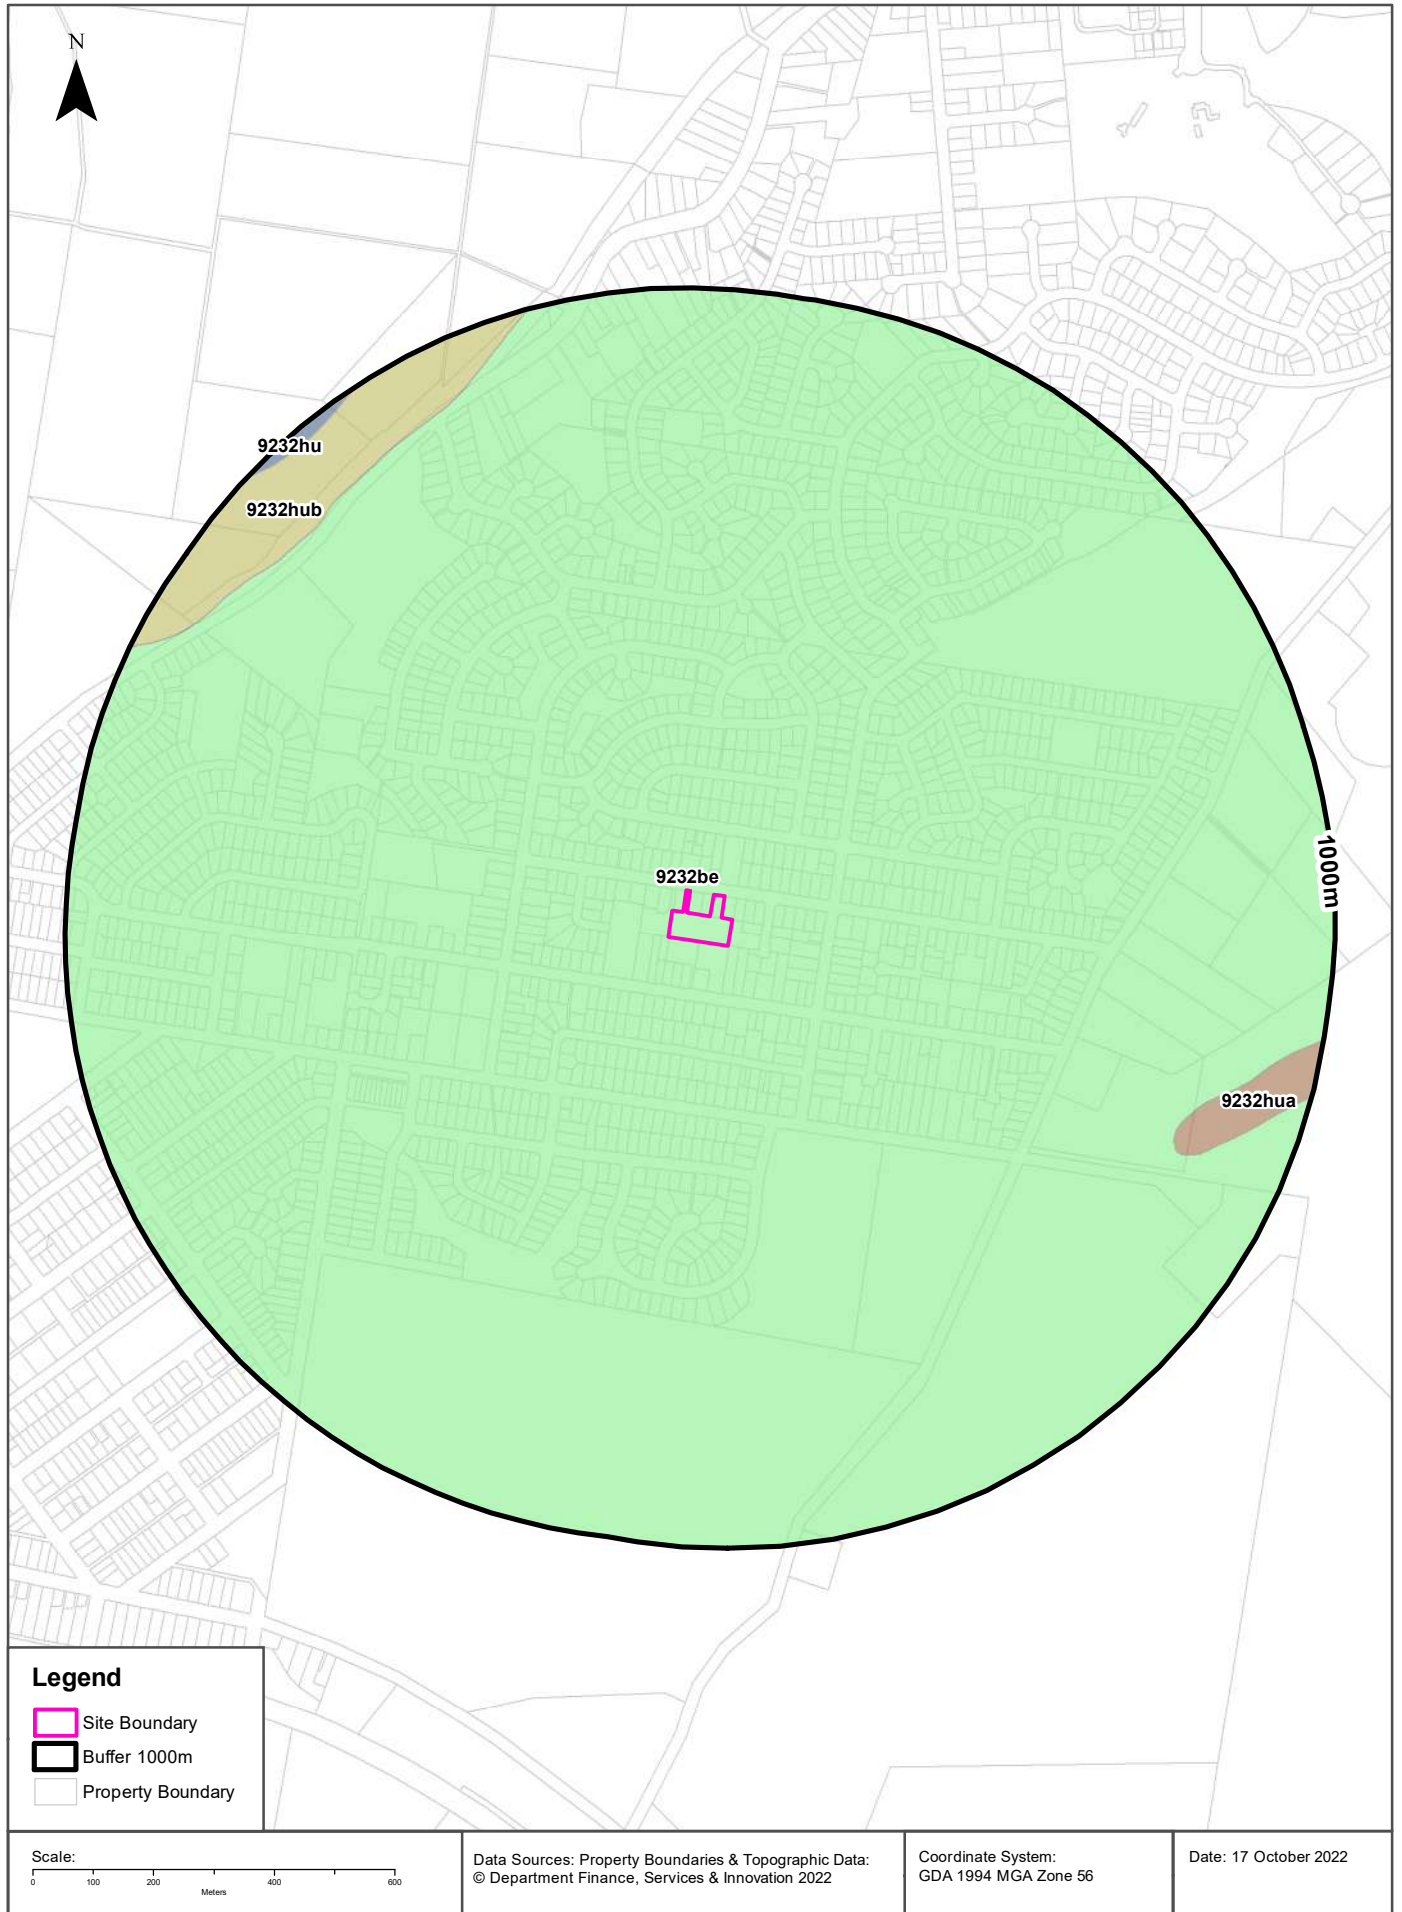 N
9232hu
9232hub
1000m
9232be
9232hua
Legend
Site Boundary
Buffer 1000m
Property Boundary
Scale:
0 100 200 400 600
Meters
Data Sources: Property Boundaries & Topographic Data:
© Department Finance, Services & Innovation 2022
Coordinate System:
GDA 1994 MGA Zone 56
Date: 17 October 2022